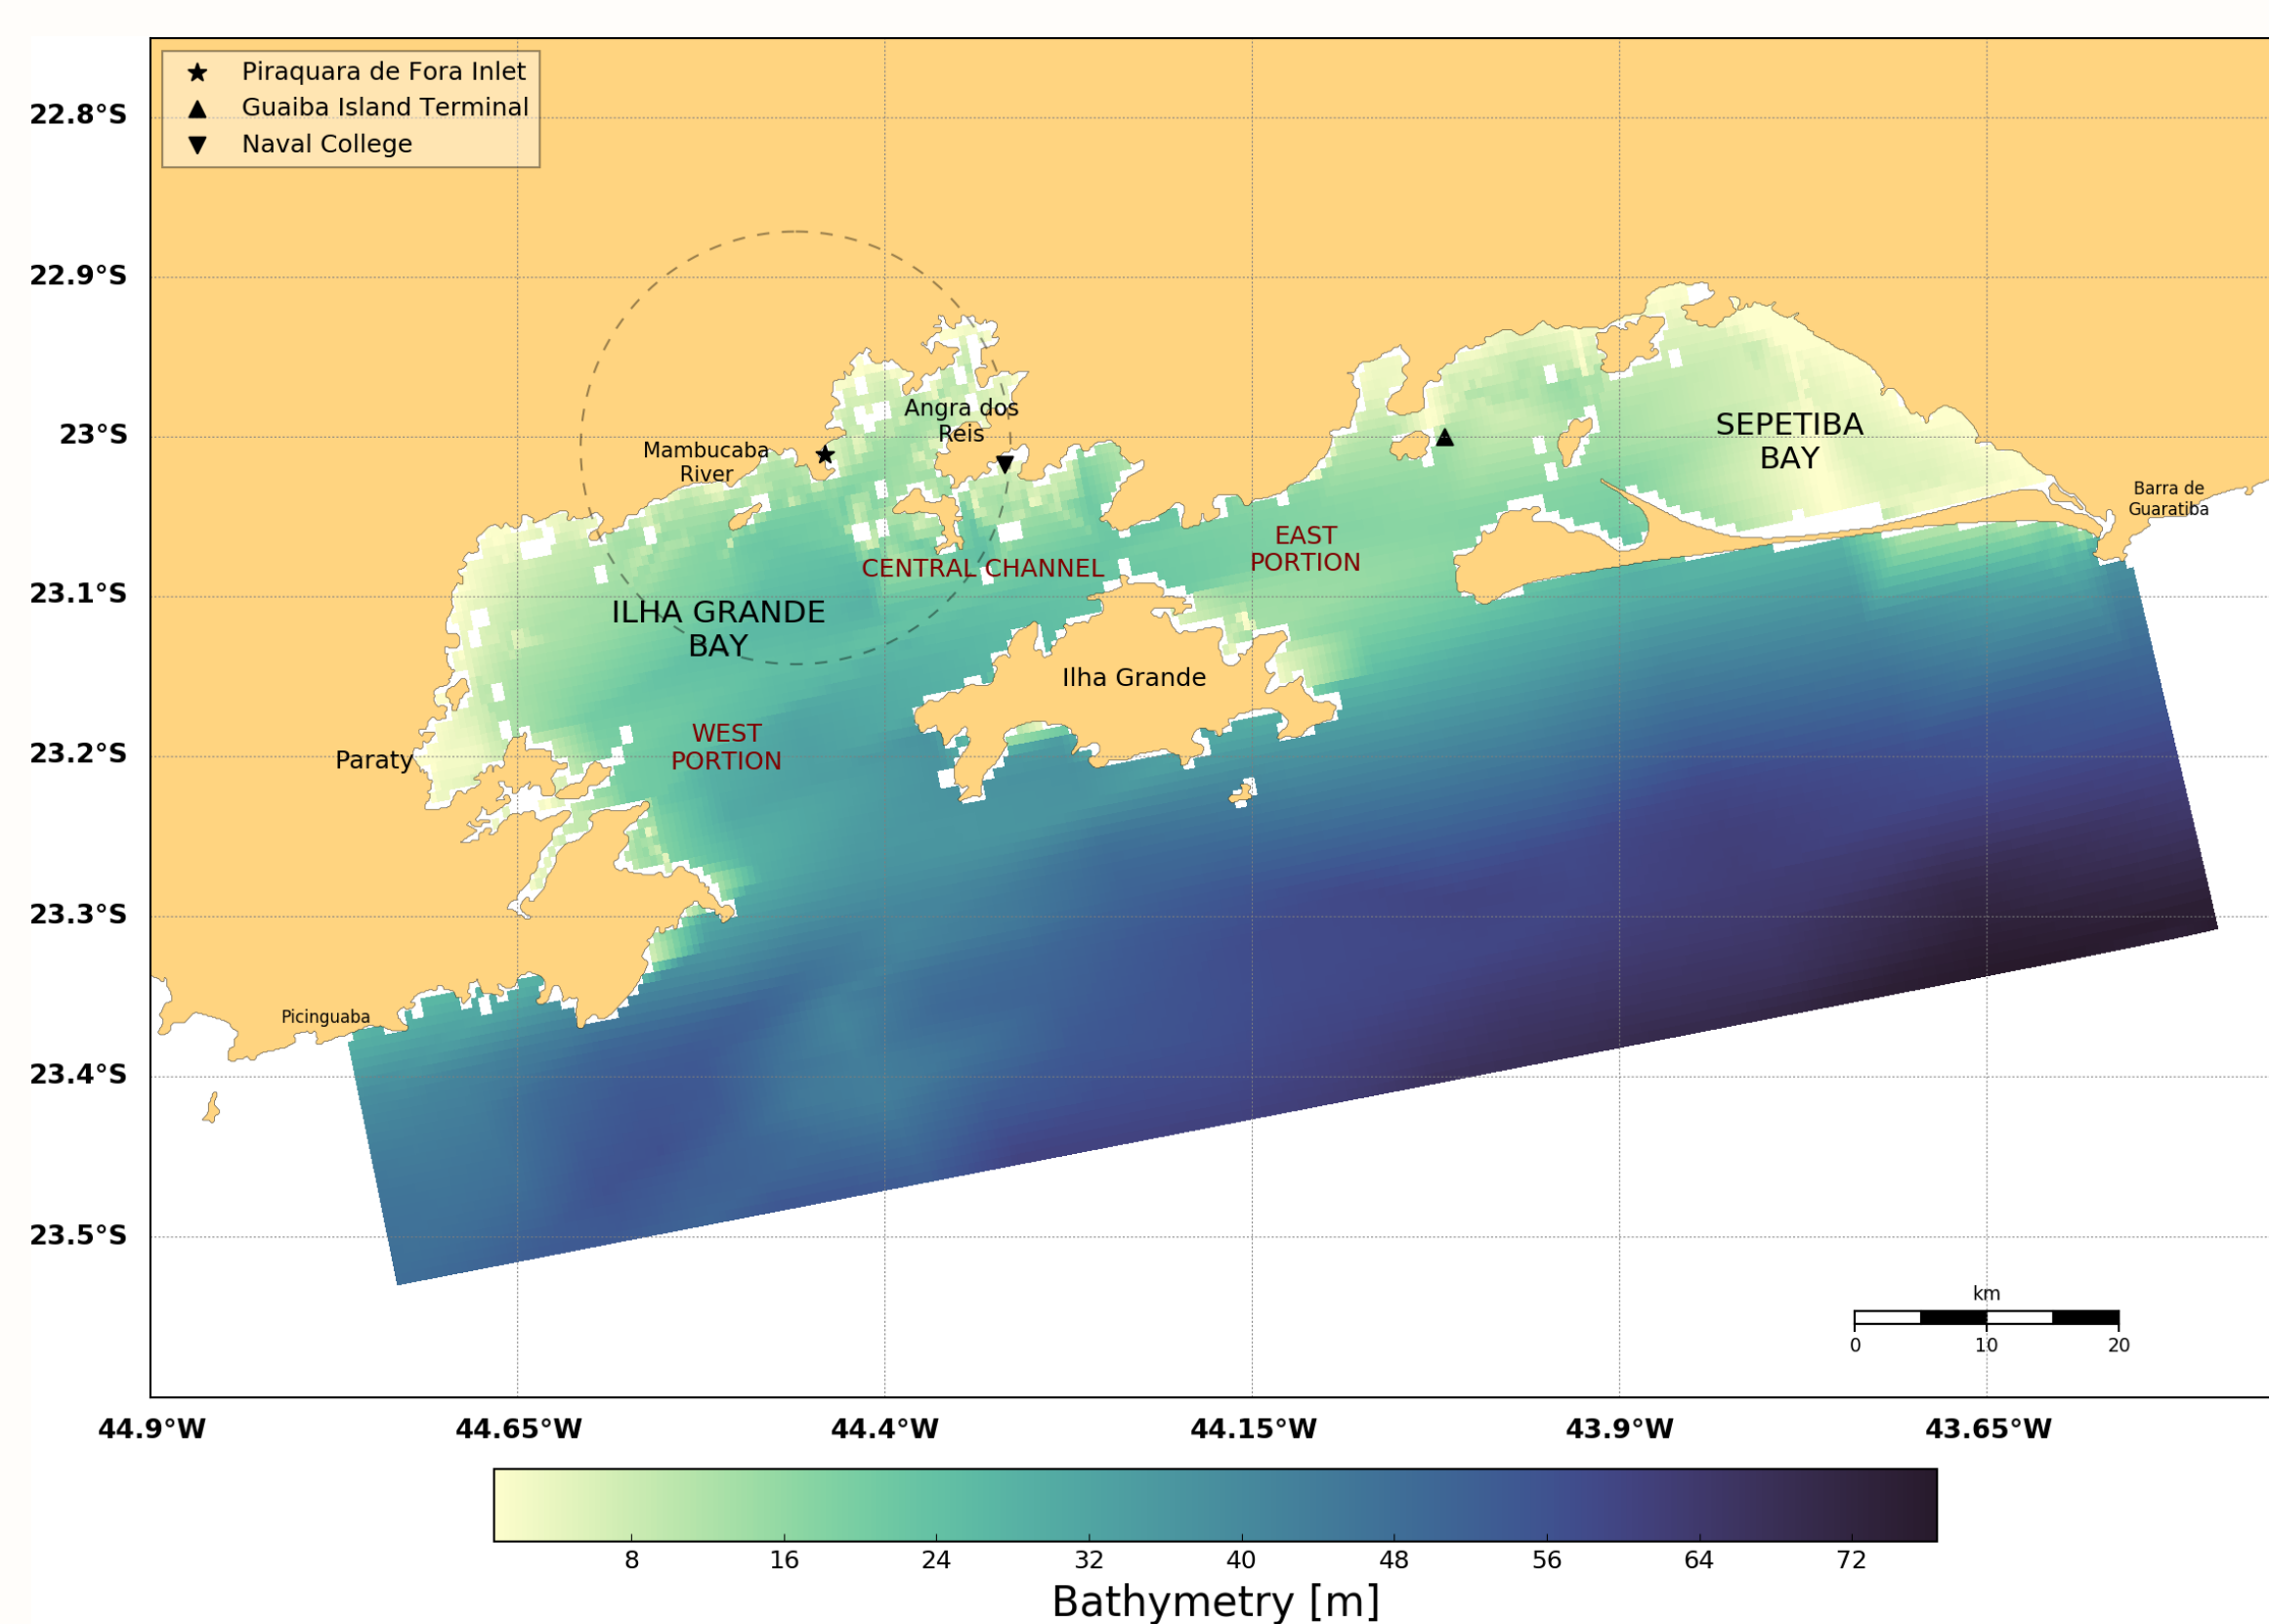 Piraquara de Fora Inlet
Guaiba Island Terminal
Naval College
22.8°S
22.9°S
23°S
23.1°S
23.2°S
23.3°S
23.4°S
23.5°S
Angra dos
Reis
Mambucaba
River
SEPETIBA
BAY
Barra de
Guaratiba
EAST
PORTION
CENTRAL CHANNEL
ILHA GRANDE
BAY
Ilha Grande
WEST
PORTION
Paraty
Picinguaba
km
0 10 20
44.9°W 44.65°W 44.4°W 44.15°W 43.9°W 43.65°W
8 16 24 32 40 48 56 64 72
Bathymetry [m]